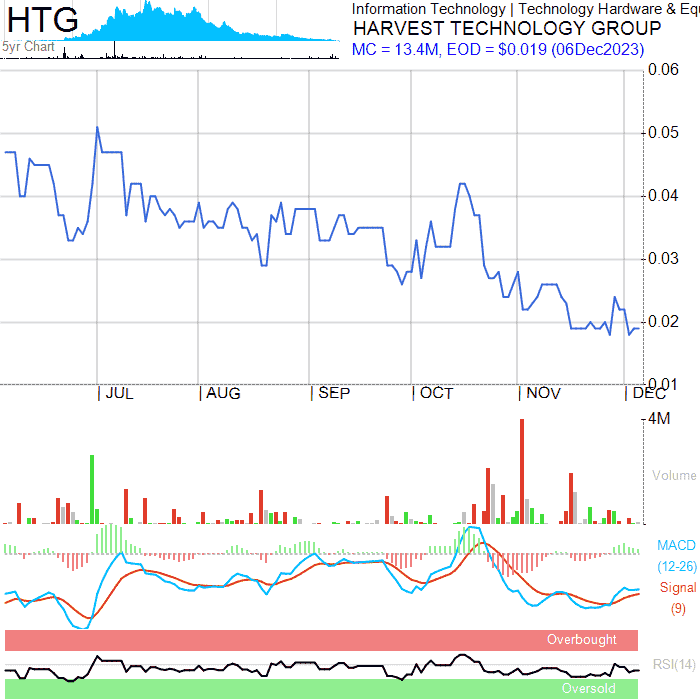 HTG
5yr Chart
Information Technology | Technology Hardware & Equ
HARVEST TECHNOLOGY GROUP
MC = 13.4M, EOD = $0.019 (06Dec2023)
0.06
0.05
0.04
0.03
0.02
0.01
| JUL | AUG | SEP | OCT | NOV | DEC
4M
Volume
MACD
(12-26)
Signal
(9)
Overbought
RSI(14)
Oversold